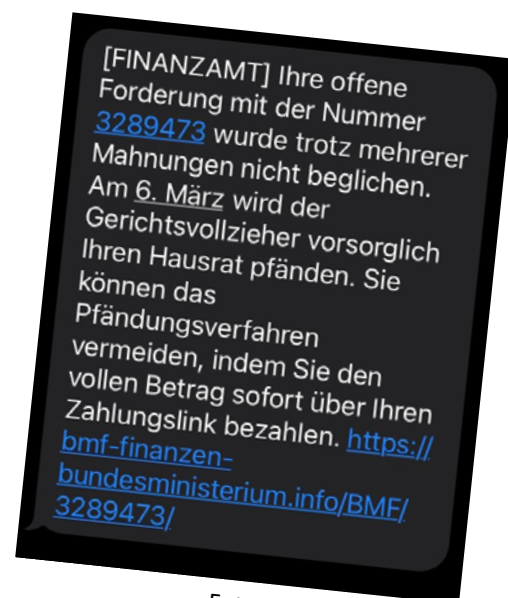 [FINANZAMT] Ihre offene
Forderung mit der Nummer
3289473 wurde trotz mehrerer
Mahnungen nicht beglichen.
Am 6. März wird der
Gerichtsvollzieher vorsorglich
Ihren Hausrat pfänden. Sie
können das
Pfändungsverfahren
vermeiden, indem Sie den
vollen Betrag sofort über Ihren
Zahlungslink bezahlen. https://
bmf-finanzen-
bundesministerium.info/BMF/
3289473/